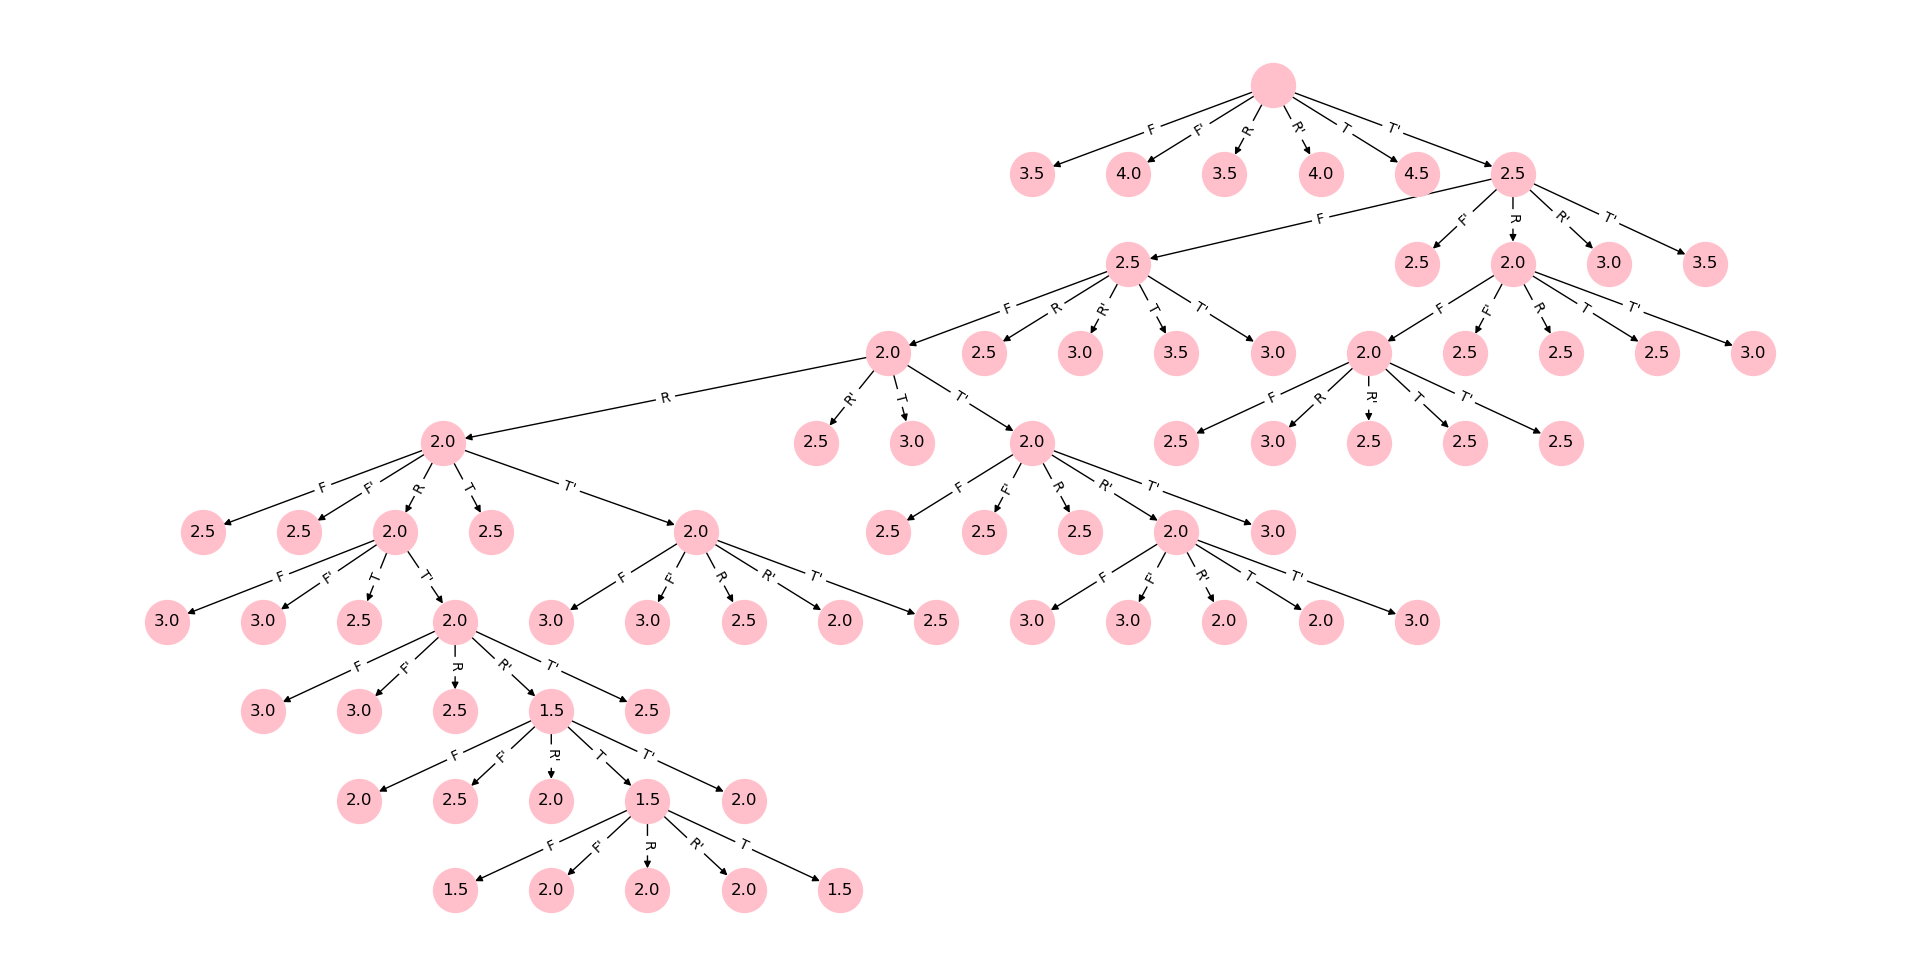 F F' R R' T T'
3.5 4.0 3.5 4.0 4.5 2.5
F F' R R' T'
2.5 2.5 2.0 3.0 3.5
F R R' T T' F F' R T T'
2.0 2.5 3.0 3.5 3.0 2.0 2.5 2.5 2.5 3.0
R R' T T' F R R' T T'
2.0 2.5 3.0 2.0 2.5 3.0 2.5 2.5 2.5
F F' R T T' F F' R R' T'
2.5 2.5 2.0 2.5 2.0 2.5 2.5 2.5 2.0 3.0
F F' T T' F F' R R' T' F F' R' T T'
3.0 3.0 2.5 2.0 3.0 3.0 2.5 2.0 2.5 3.0 3.0 2.0 2.0 3.0
F F' R R' T'
3.0 3.0 2.5 1.5 2.5
F F' R' T T'
2.0 2.5 2.0 1.5 2.0
F F' R R' T
1.5 2.0 2.0 2.0 1.5